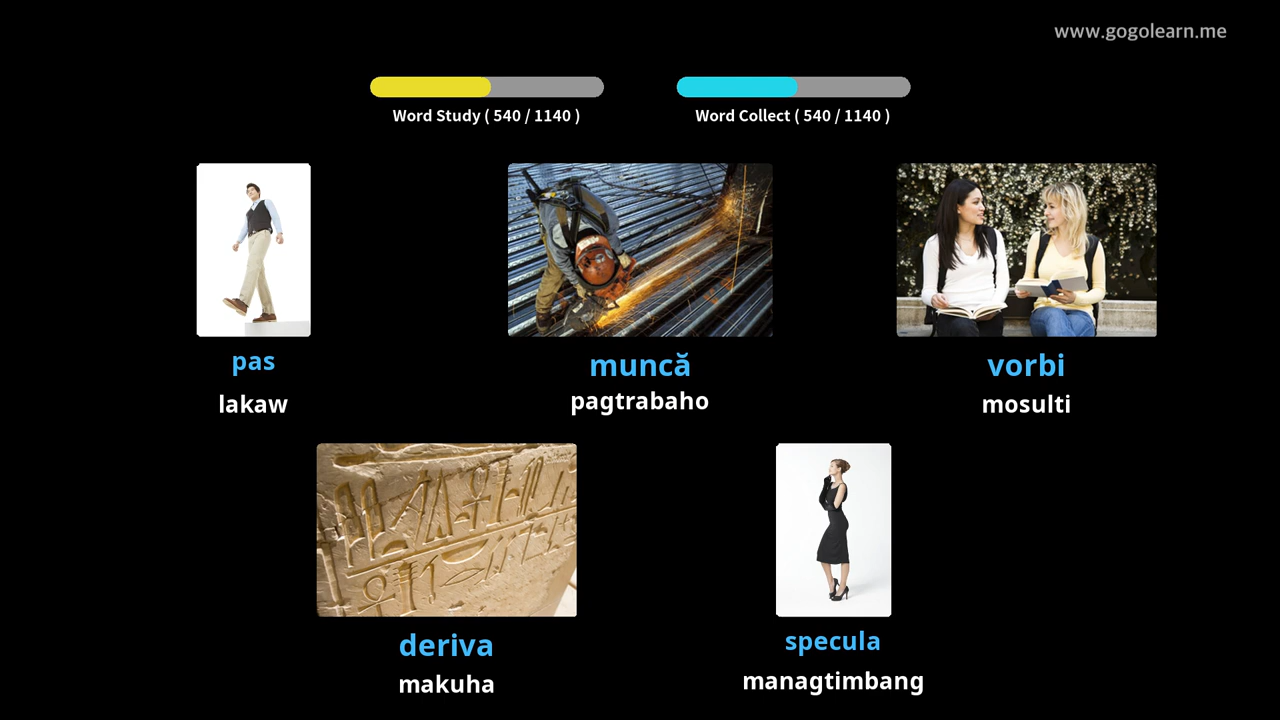 www.gogolearn.me
Word Study ( 540 / 1140 )
Word Collect ( 540 / 1140 )
pas
lakaw
muncă
pagtrabaho
vorbi
mosulti
deriva
makuha
specula
managtimbang